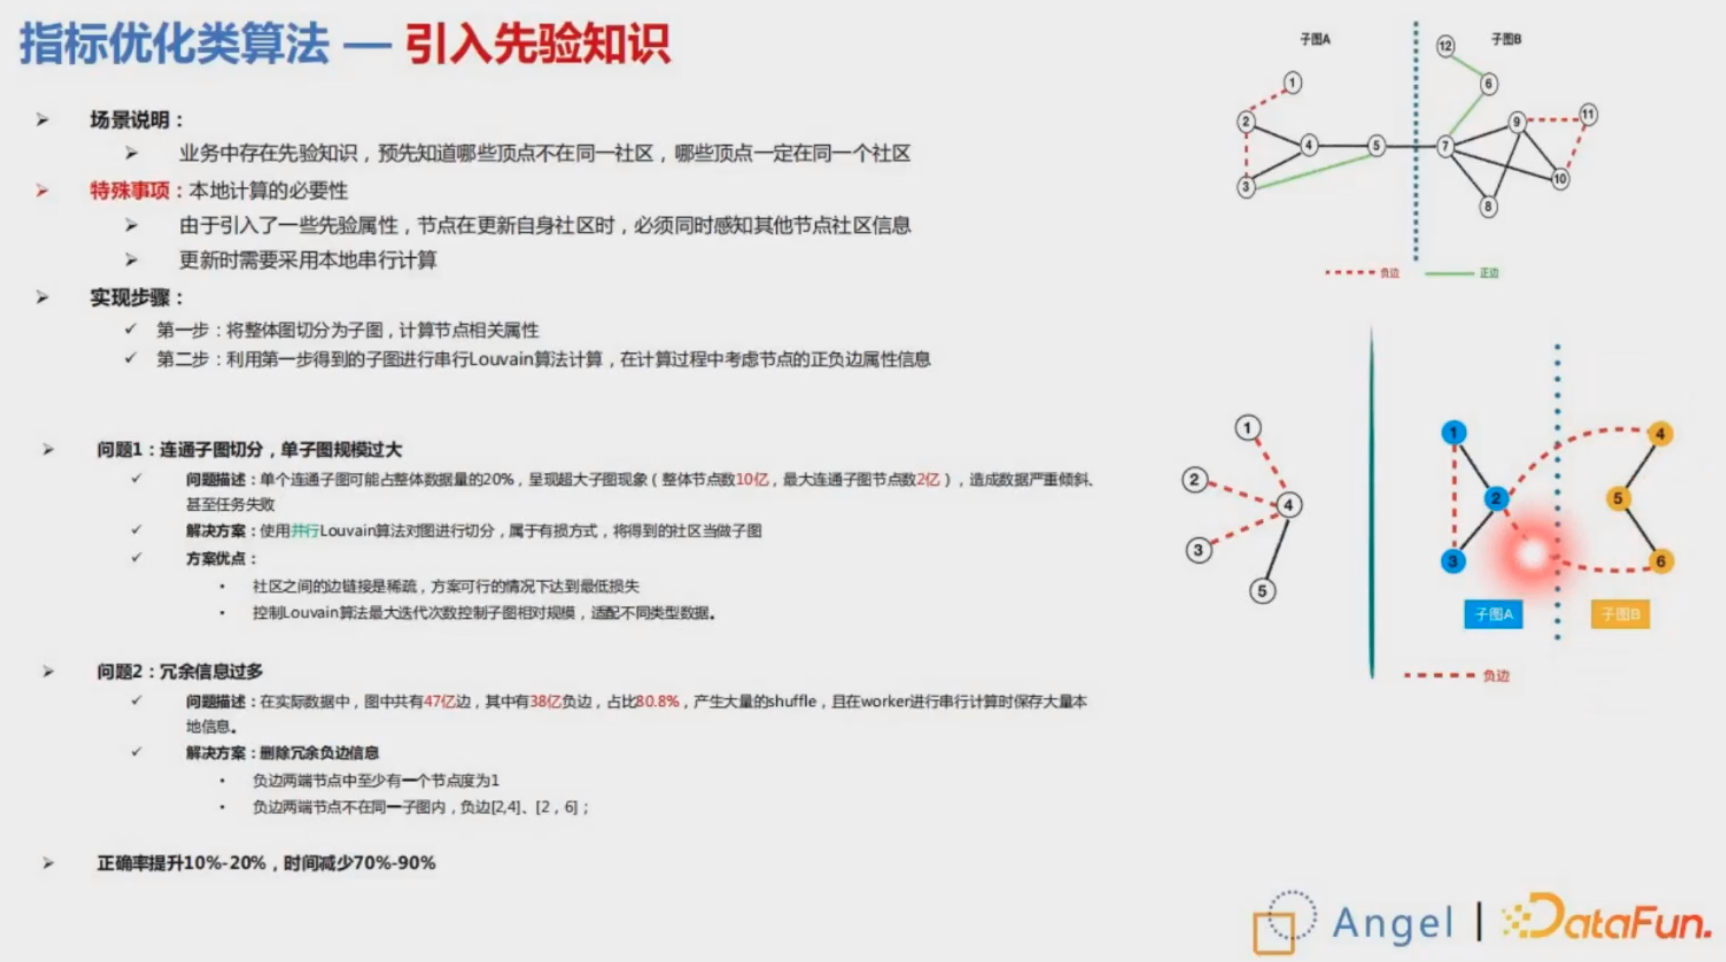 指标优化类算法 — 引入先验知识
场景说明：
业务中存在先验知识，预先知道哪些顶点不在同一社区，哪些顶点一定在同一个社区
特殊事项：本地计算的必要性
由于引入了一些先验属性，节点在更新自身社区时，必须同时感知其他节点社区信息
更新时需要采用本地串行计算
实现步骤：
第一步：将整体图切分为子图，计算节点相关属性
第二步：利用第一步得到的子图进行串行Louvain算法计算，在计算过程中考虑节点的正负边属性信息
问题1：连通子图切分，单子图规模过大
问题描述：单个连通子图可能占整体数据量的20%，呈现超大子图现象（整体节点数10亿，最大连通子图节点数2亿），造成数据严重倾斜、
甚至任务失败
解决方案：使用并行Louvain算法对图进行切分，属于有损方式，将得到的社区当做子图
方案优点：
社区之间的边链接是稀疏，方案可行的情况下达到最低损失
控制Louvain算法最大迭代次数控制子图相对规模，适配不同类型数据。
问题2：冗余信息过多
问题描述：在实际数据中，图中共有47亿边，其中有38亿负边，占比80.8%，产生大量的shuffle，且在worker进行串行计算时保存大量本
地信息。
解决方案：删除冗余负边信息
负边两端节点中至少有一个节点度为1
负边两端节点不在同一子图内，负边[2,4]、[2，6]；
正确率提升10%-20%，时间减少70%-90%
子图A
子图B
12
1
6
2
9
11
4
5
7
3
10
8
负边
正边
1
2
4
3
5
1
4
2
5
3
6
子图A
子图B
负边
Angel | DataFun.